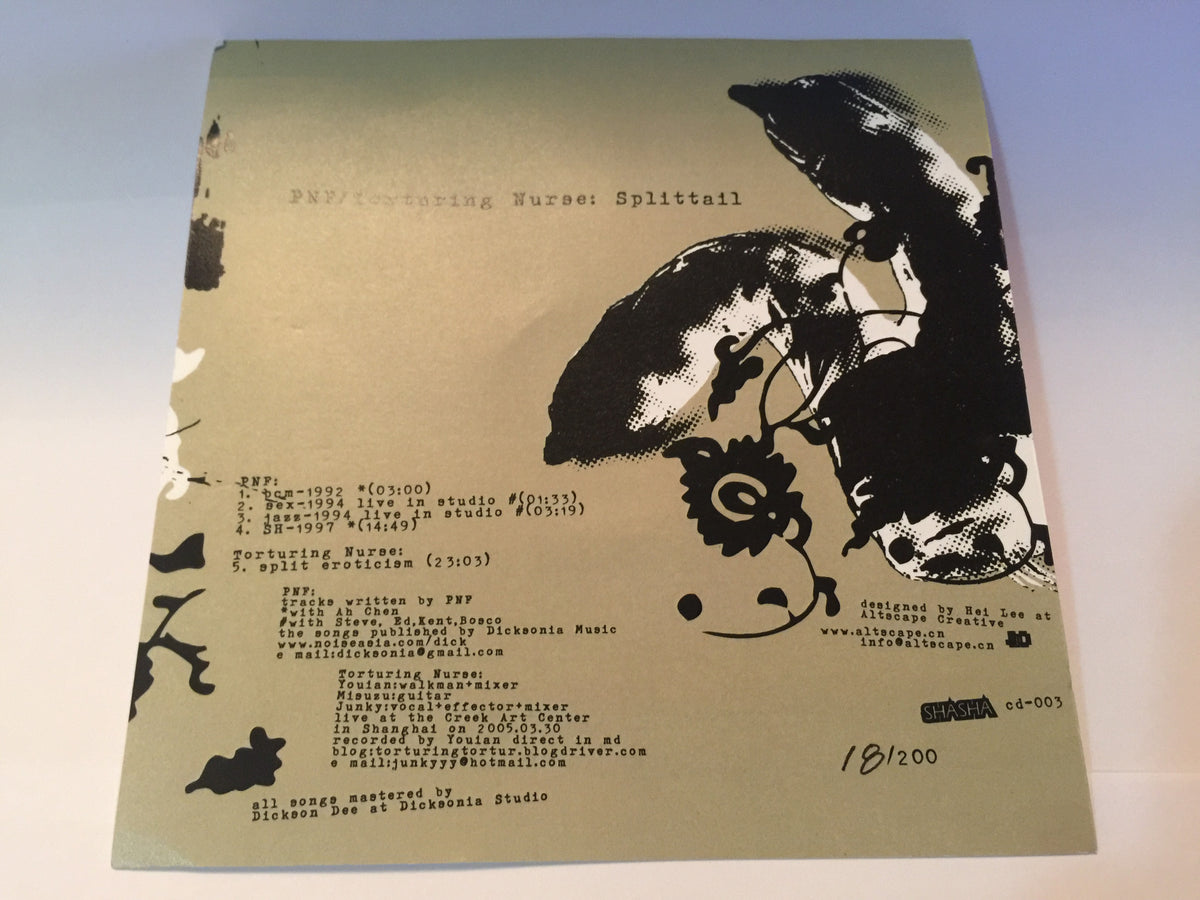 PNF/Torturing Nurse: Splittail
PNF:
1. pcm-1992 *(03:00)
2. sex-1994 live in studio #(01:33)
3. jazz-1994 live in studio #(03:19)
4. SH-1997 *(14:49)
Torturing Nurse:
5. split eroticism (23:03)
PNF:
tracks written by PNF
*with Ah Chen
#with Steve, Ed,Kent,Bosco
the songs published by Dicksonia Music
www.noiseasia.com/dick
e mail:dicksonia@gmail.com
Torturing Nurse:
Youian:walkman+mixer
Misuzu:guitar
Junky:vocal+effector+mixer
live at the Creek Art Center
in Shanghai on 2005.03.30
recorded by Youian direct in md
blog:torturingtortur.blogdriver.com
e mail:junkyyy@hotmail.com
all songs mastered by
Dickson Dee at Dicksonia Studio
designed by Hei Lee at
Altscape Creative
www.altscape.cn
info@altscape.cn
SHASHA cd-003
18/200